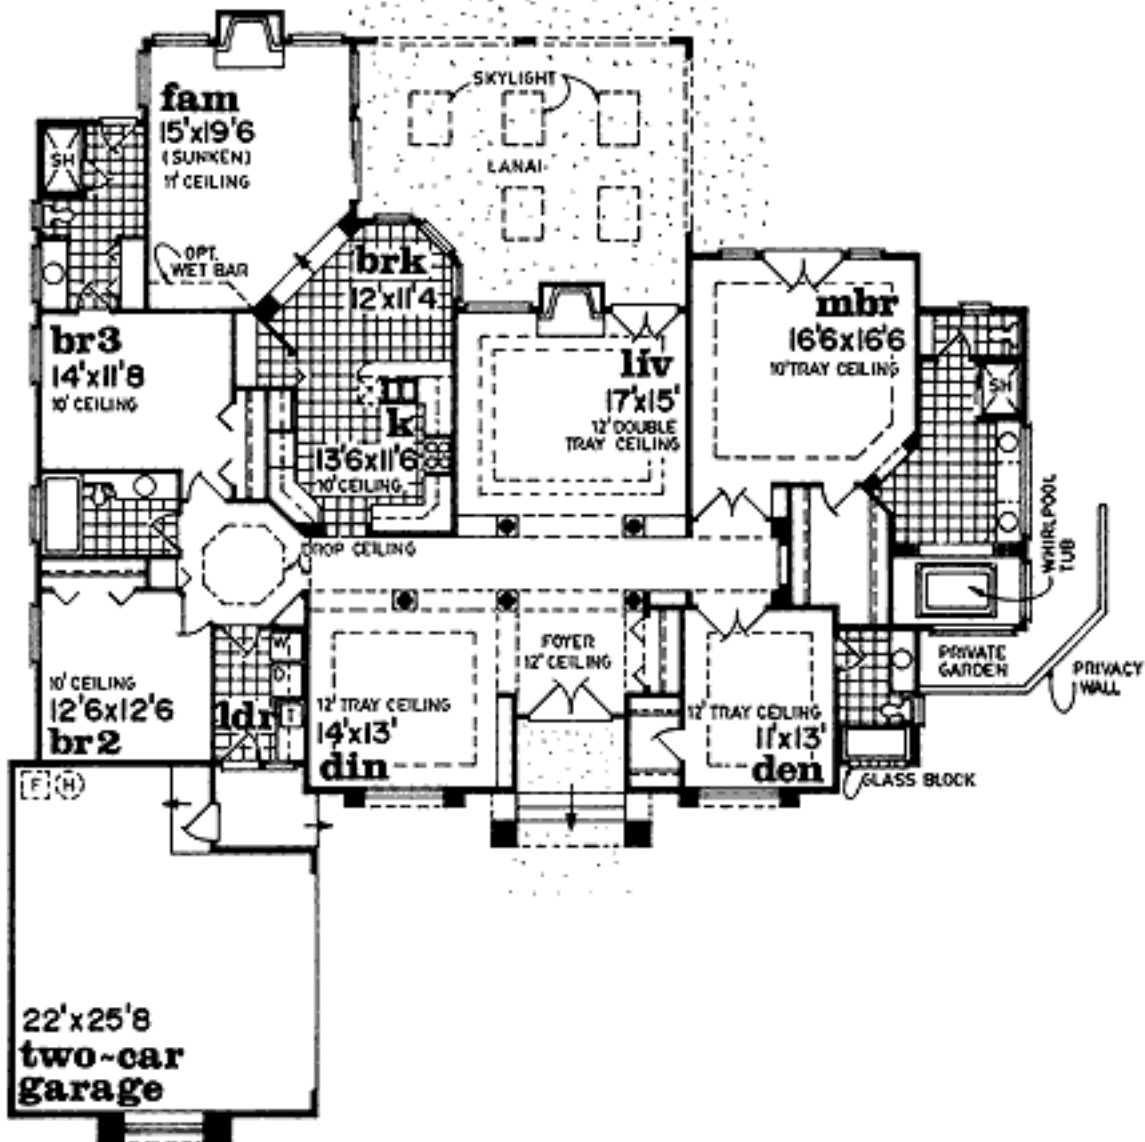 SKYLIGHT
LANAI
fam
15'x19'6
(SUNKEN)
11' CEILING
SH
OPT.
WET BAR
brk
12'x11'4
mbr
16'6x16'6
10' TRAY CEILING
SH
br3
14'x11'8
10' CEILING
liv
17'x15'
12' DOUBLE
TRAY CEILING
k
13'6x11'6
10' CEILING
WHIRLPOOL
TUB
DROP CEILING
FOYER
12' CEILING
W
D
PRIVATE
GARDEN
PRIVACY
WALL
10' CEILING
12'6x12'6
br2
ldr
12' TRAY CEILING
14'x13'
din
12' TRAY CEILING
11'x13'
den
GLASS BLOCK
F H
22'x25'8
two~car
garage